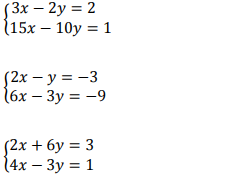 3x − 2y = 2
15x − 10y = 1
2x − y = −3
6x − 3y = −9
2x + 6y = 3
4x − 3y = 1